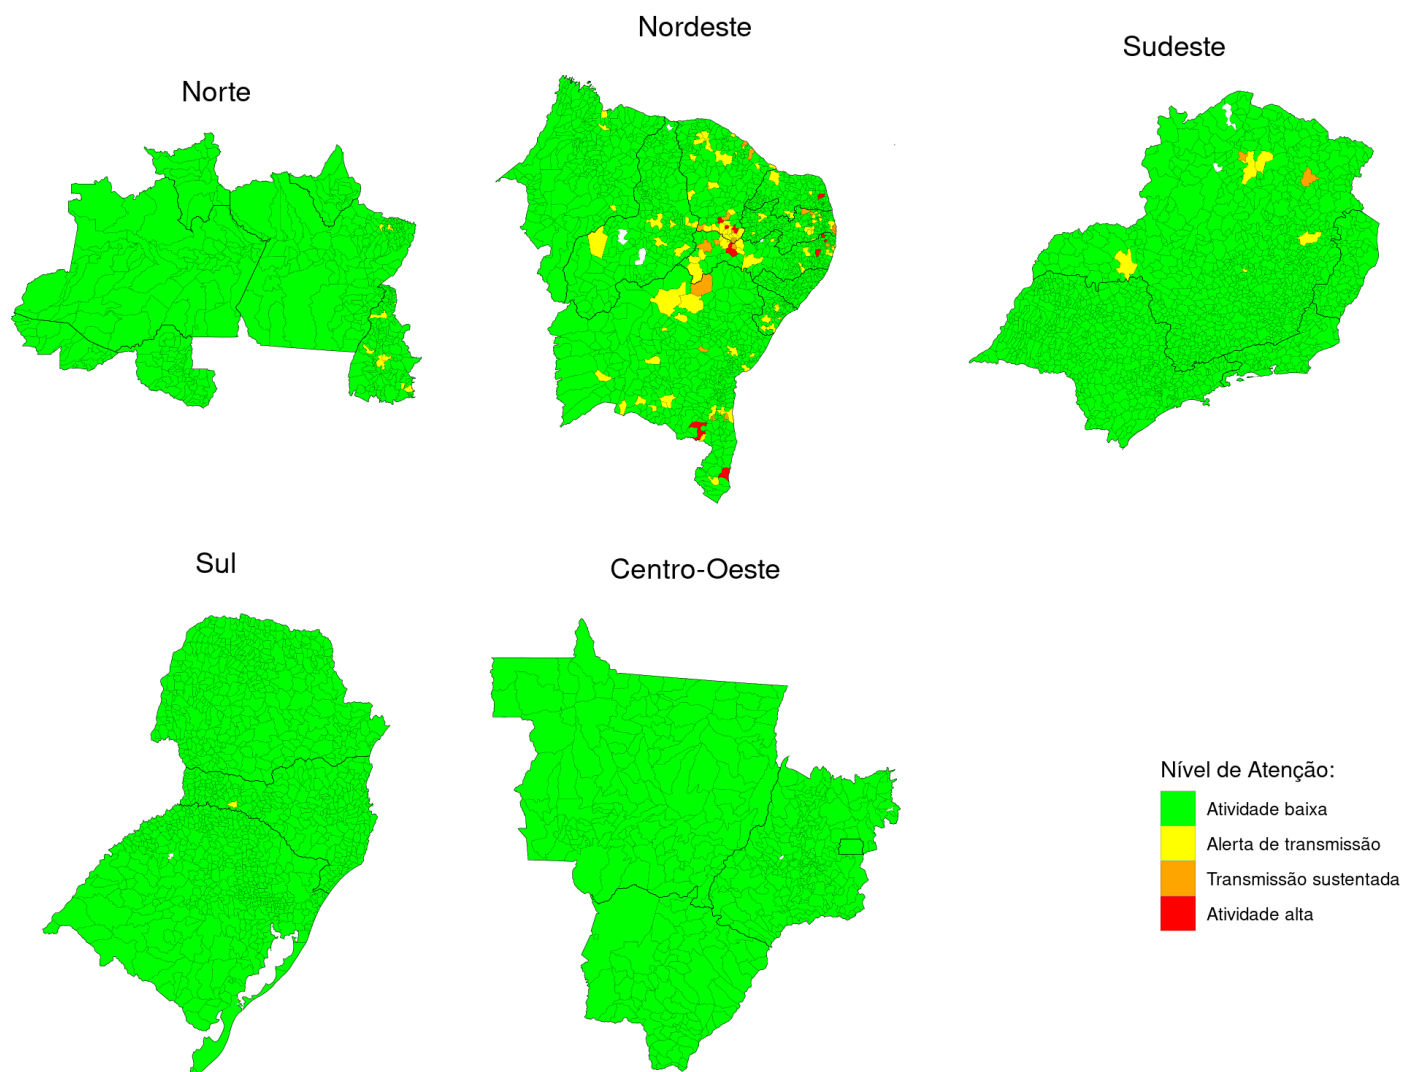 Nordeste
Sudeste
Norte
Sul
Centro-Oeste
Nível de Atenção:
Atividade baixa
Alerta de transmissão
Transmissão sustentada
Atividade alta